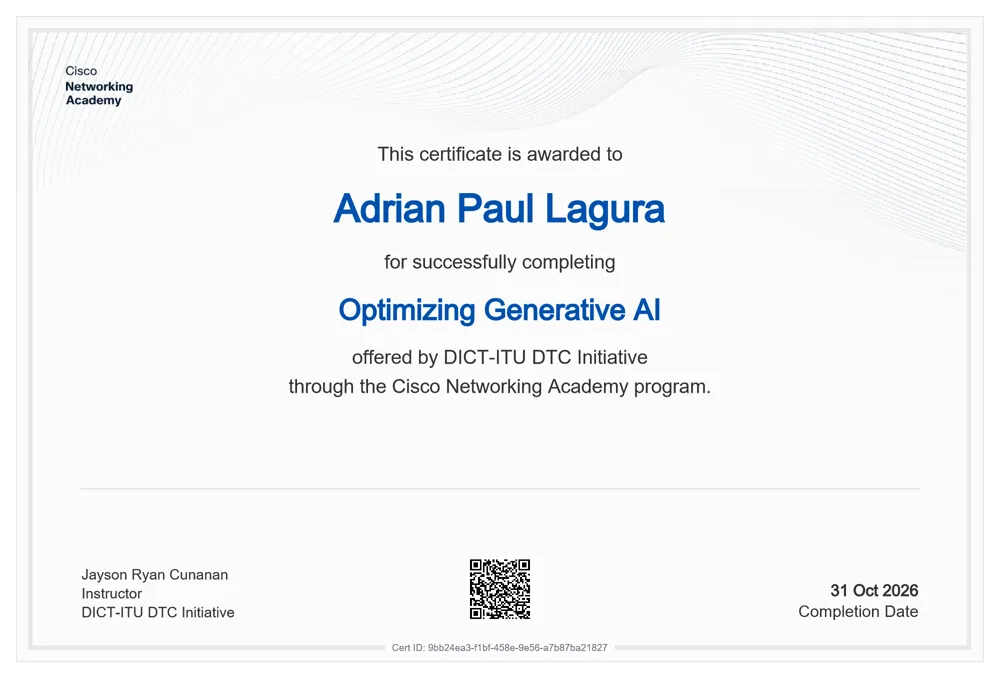 Cisco
Networking
Academy
This certificate is awarded to
Adrian Paul Lagura
for successfully completing
Optimizing Generative AI
offered by DICT-ITU DTC Initiative
through the Cisco Networking Academy program.
Jayson Ryan Cunanan
Instructor
DICT-ITU DTC Initiative
31 Oct 2026
Completion Date
Cert ID: 9bb24ea3-f1bf-458e-9e56-a7b87ba21827